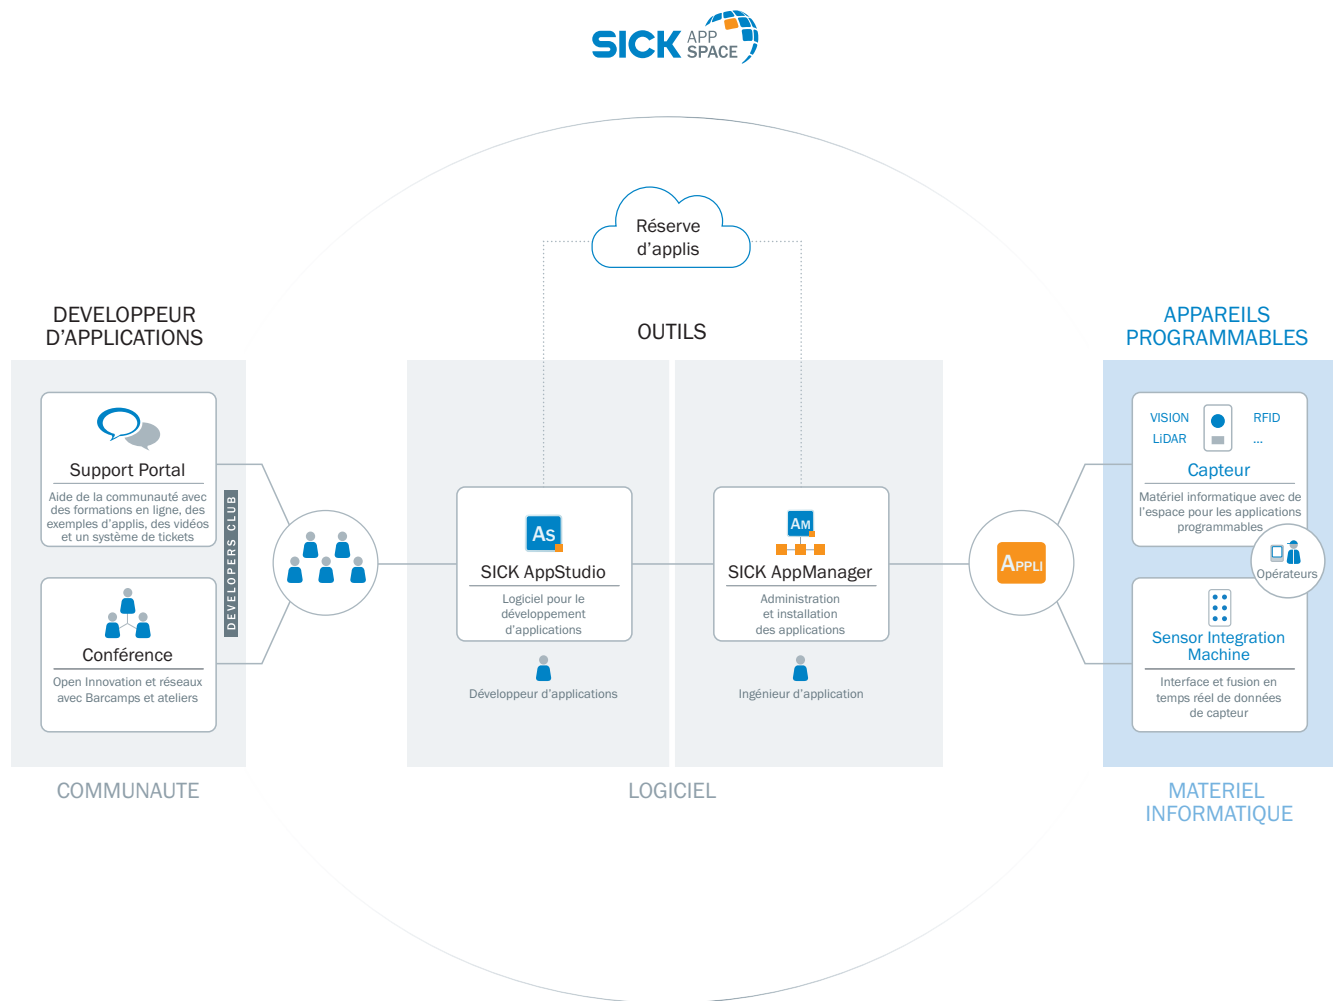 SICK APP SPACE
Réserve
d'applis
DEVELOPPEUR
D'APPLICATIONS
OUTILS
APPAREILS
PROGRAMMABLES
Support Portal
Aide de la communauté avec
des formations en ligne, des
exemples d'applis, des vidéos
et un système de tickets
Conférence
Open Innovation et réseaux
avec Barcamps et ateliers
DEVELOPERS CLUB
COMMUNAUTE
AS
SICK AppStudio
Logiciel pour le
développement
d'applications
Développeur d'applications
AM
SICK AppManager
Administration
et installation
des applications
Ingénieur d'application
LOGICIEL
APPLI
VISION
RFID
LiDAR
...
Capteur
Matériel informatique avec de
l'espace pour les applications
programmables
Opérateurs
Sensor Integration
Machine
Interface et fusion en
temps réel de données
de capteur
MATERIEL
INFORMATIQUE